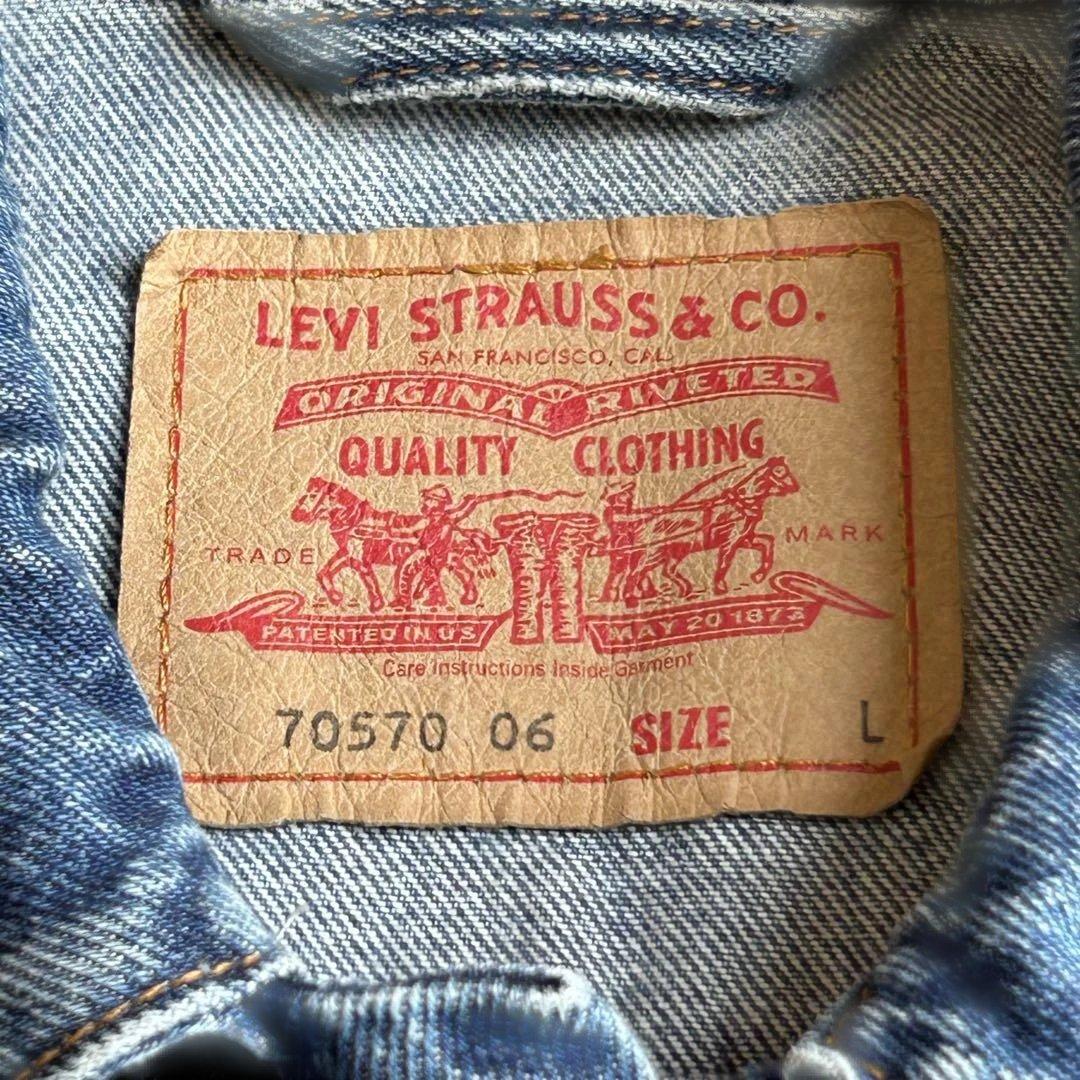 LEVI STRAUSS & CO.
SAN FRANCISCO, CAL.
ORIGINAL RIVETED
QUALITY CLOTHING
TRADE MARK
PATENTED IN U S MAY 20 1873
Care Instructions Inside Garment
70570 06 SIZE L